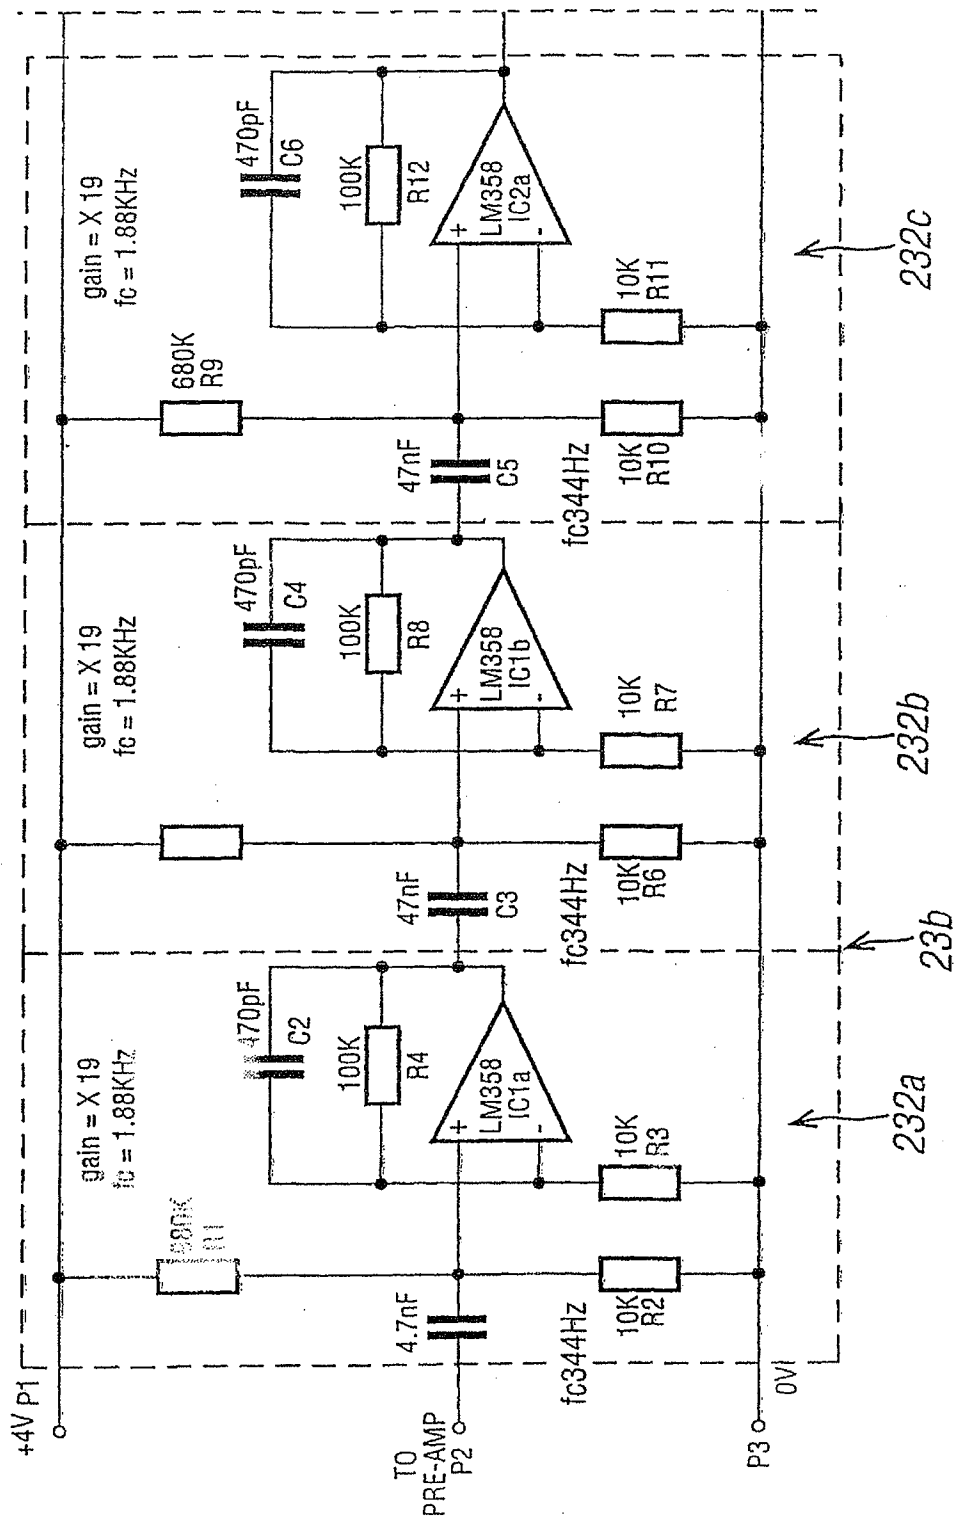 +4V P1
TO
PRE-AMP
P2
P3
0V
4.7nF
fc344Hz
10K
R2
gain = X 19
fc = 1.88KHz
470pF
C2
100K
R4
+
-
LM358
IC1a
10K
R3
232a
47nF
C3
fc344Hz
10K
R6
23b
gain = X 19
fc = 1.88KHz
470pF
C4
100K
R8
+
-
LM358
IC1b
10K
R7
232b
47nF
C5
fc344Hz
10K
R10
680K
R9
gain = X 19
fc = 1.88KHz
470pF
C6
100K
R12
+
-
LM358
IC2a
10K
R11
232c